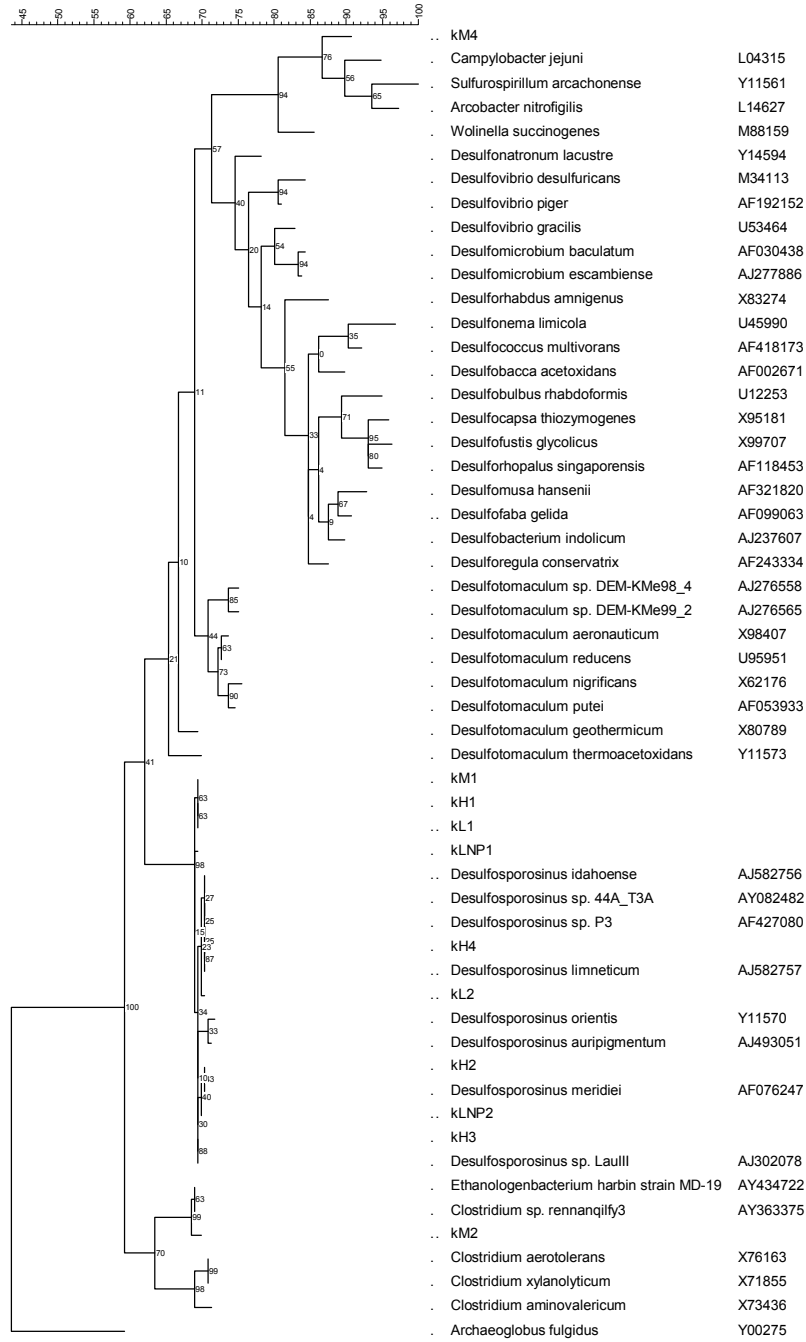 45 50 55 60 65 70 75 80 85 90 95 100
.. kM4
76
. Campylobacter jejuni L04315
56
. Sulfurospirillum arcachonense Y11561
94 65
. Arcobacter nitrofigilis L14627
. Wolinella succinogenes M88159
57
. Desulfonatronum lacustre Y14594
. Desulfovibrio desulfuricans M34113
94
40
. Desulfovibrio piger AF192152
. Desulfovibrio gracilis U53464
20 54
. Desulfomicrobium baculatum AF030438
94
. Desulfomicrobium escambiense AJ277886
. Desulforhabdus amnigenus X83274
14
. Desulfonema limicola U45990
35
. Desulfococcus multivorans AF418173
0
. Desulfobacca acetoxidans AF002671
55
. Desulfobulbus rhabdoformis U12253
11
. Desulfocapsa thiozymogenes X95181
71
. Desulfofustis glycolicus X99707
33 95
80
. Desulforhopalus singaporensis AF118453
4
. Desulfomusa hansenii AF321820
67
.. Desulfofaba gelida AF099063
4 9
. Desulfobacterium indolicum AJ237607
. Desulforegula conservatrix AF243334
10
. Desulfotomaculum sp. DEM-KMe98_4 AJ276558
85
. Desulfotomaculum sp. DEM-KMe99_2 AJ276565
. Desulfotomaculum aeronauticum X98407
44
63
. Desulfotomaculum reducens U95951
21
73
. Desulfotomaculum nigrificans X62176
90
. Desulfotomaculum putei AF053933
. Desulfotomaculum geothermicum X80789
. Desulfotomaculum thermoacetoxidans Y11573
41
. kM1
63
. kH1
63
.. kL1
. kLNP1
98
.. Desulfosporosinus idahoense AJ582756
27
. Desulfosporosinus sp. 44A_T3A AY082482
25
. Desulfosporosinus sp. P3 AF427080
15
25
23
. kH4
87
.. Desulfosporosinus limneticum AJ582757
.. kL2
100 34
. Desulfosporosinus orientis Y11570
33
. Desulfosporosinus auripigmentum AJ493051
. kH2
10
. Desulfosporosinus meridiei AF076247
40
.. kLNP2
30
. kH3
88
. Desulfosporosinus sp. LauIII AJ302078
. Ethanologenbacterium harbin strain MD-19 AY434722
63
. Clostridium sp. rennanqilfy3 AY363375
99
.. kM2
70
. Clostridium aerotolerans X76163
99
. Clostridium xylanolyticum X71855
98
. Clostridium aminovalericum X73436
. Archaeoglobus fulgidus Y00275